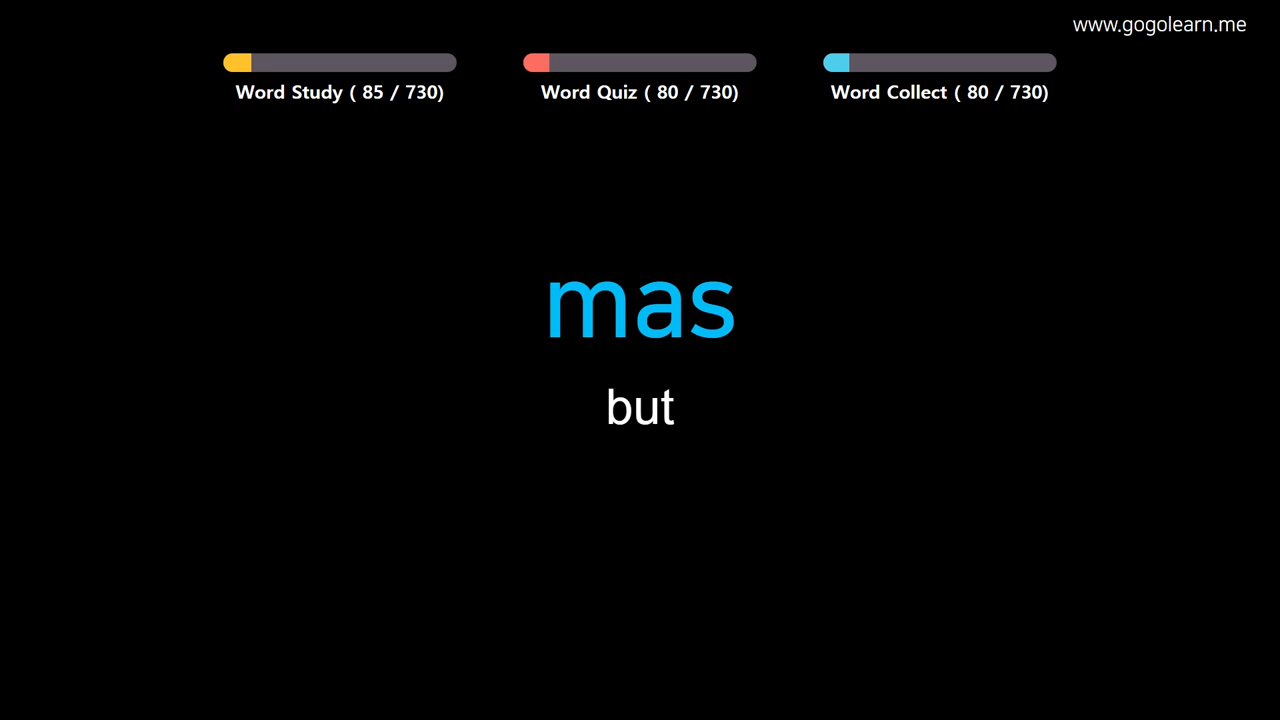 www.gogolearn.me
Word Study ( 85 / 730)
Word Quiz ( 80 / 730)
Word Collect ( 80 / 730)
mas
but